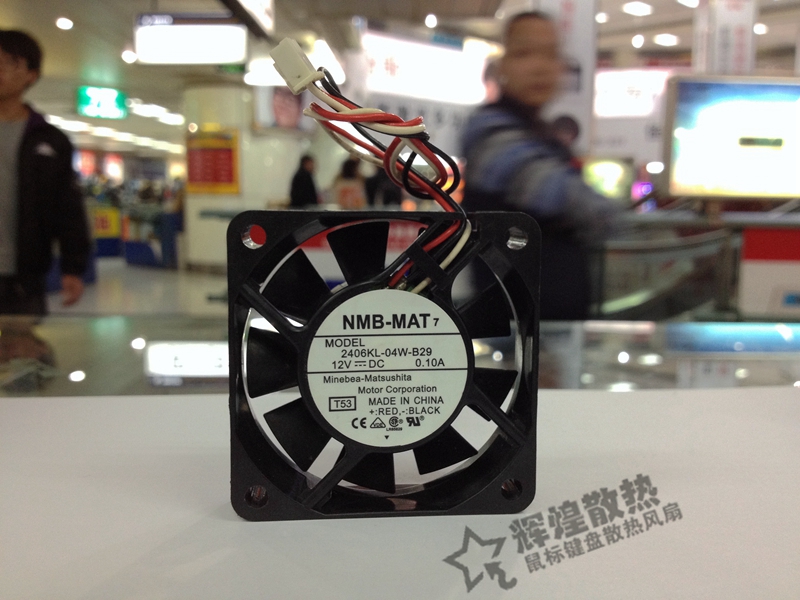 NMB-MAT 7
MODEL
2406KL-04W-B29
12V⎓DC 0.10A
Minebea-Matsushita
Motor Corporation
T53 MADE IN CHINA
+:RED,-:BLACK
CE
辉煌散热
鼠标键盘散热风扇